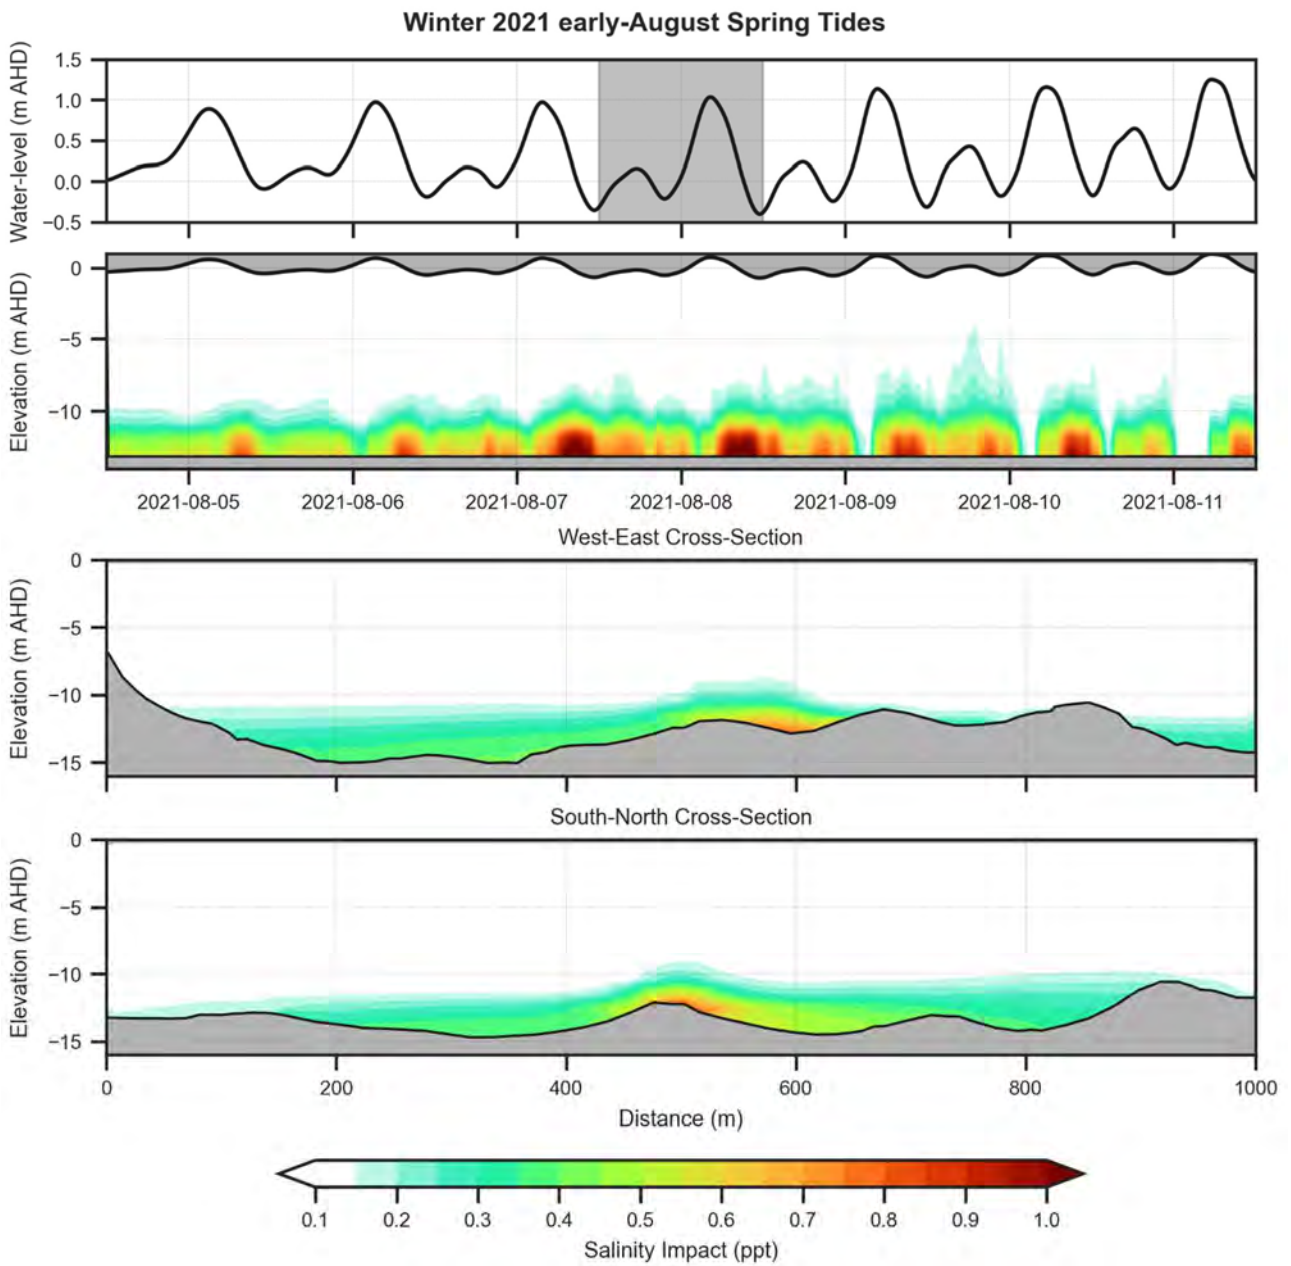 Winter 2021 early-August Spring Tides
Water-level (m AHD)
1.5
1.0
0.5
0.0
−0.5
Elevation (m AHD)
0
−5
−10
2021-08-05 2021-08-06 2021-08-07 2021-08-08 2021-08-09 2021-08-10 2021-08-11
West-East Cross-Section
Elevation (m AHD)
0
−5
−10
−15
South-North Cross-Section
Elevation (m AHD)
0
−5
−10
−15
0 200 400 600 800 1000
Distance (m)
0.1 0.2 0.3 0.4 0.5 0.6 0.7 0.8 0.9 1.0
Salinity Impact (ppt)